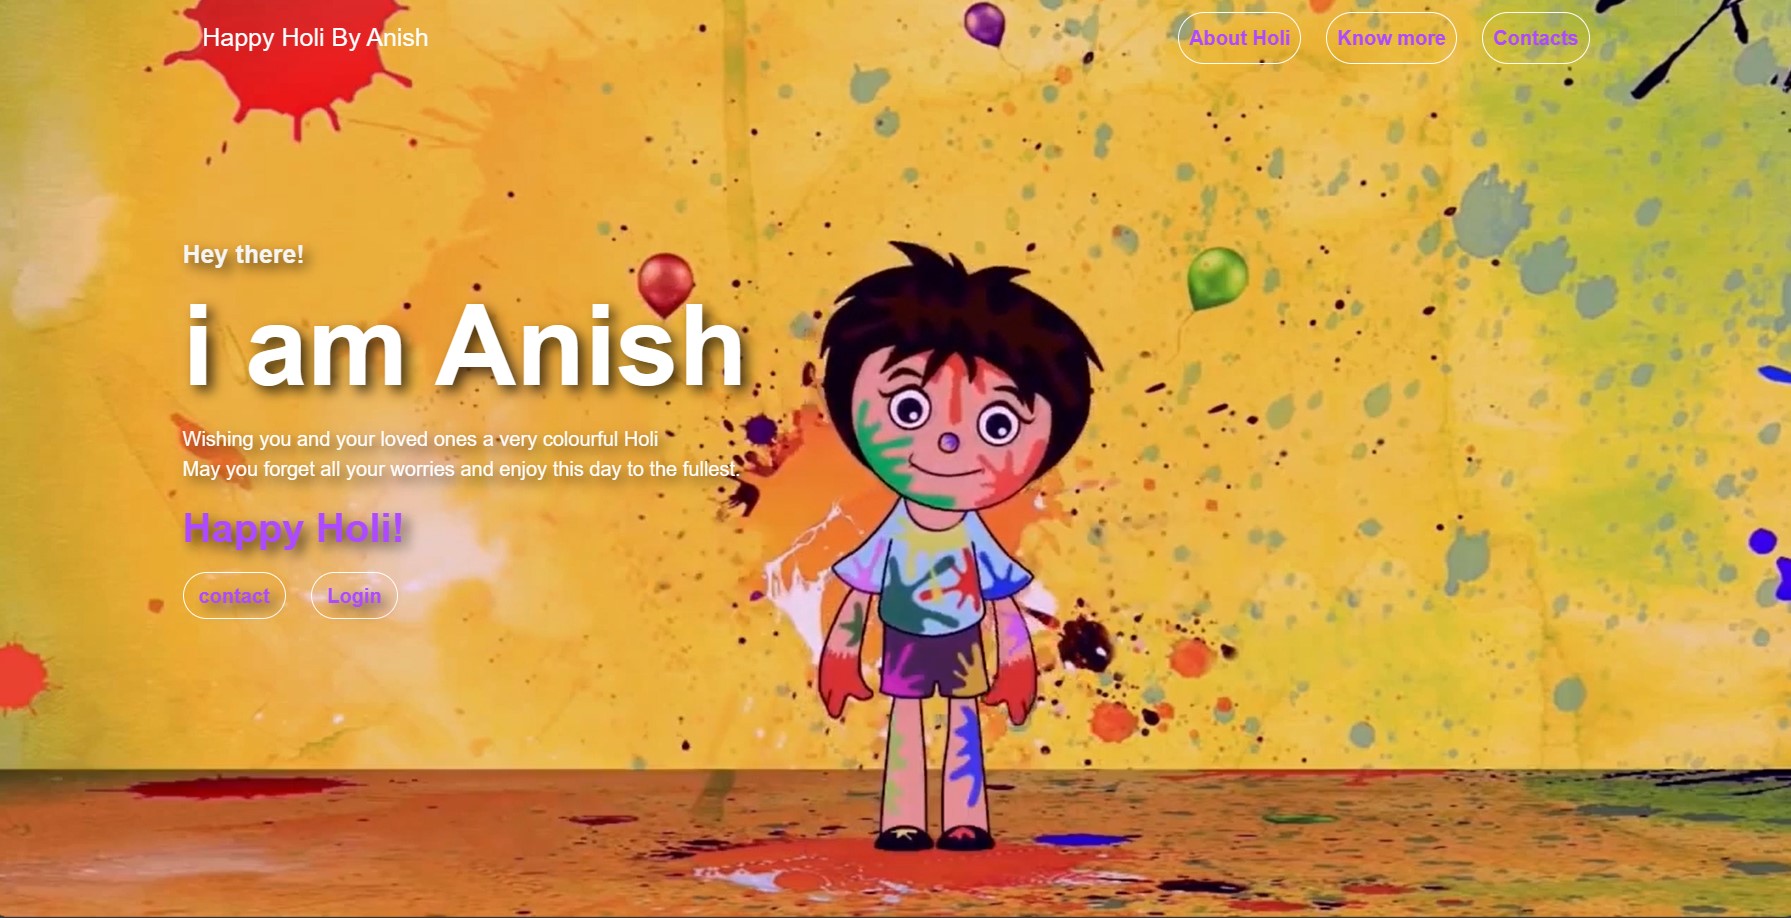 Happy Holi By Anish
About Holi
Know more
Contacts
Hey there!
i am Anish
Wishing you and your loved ones a very colourful Holi
May you forget all your worries and enjoy this day to the fullest.
Happy Holi!
contact
Login